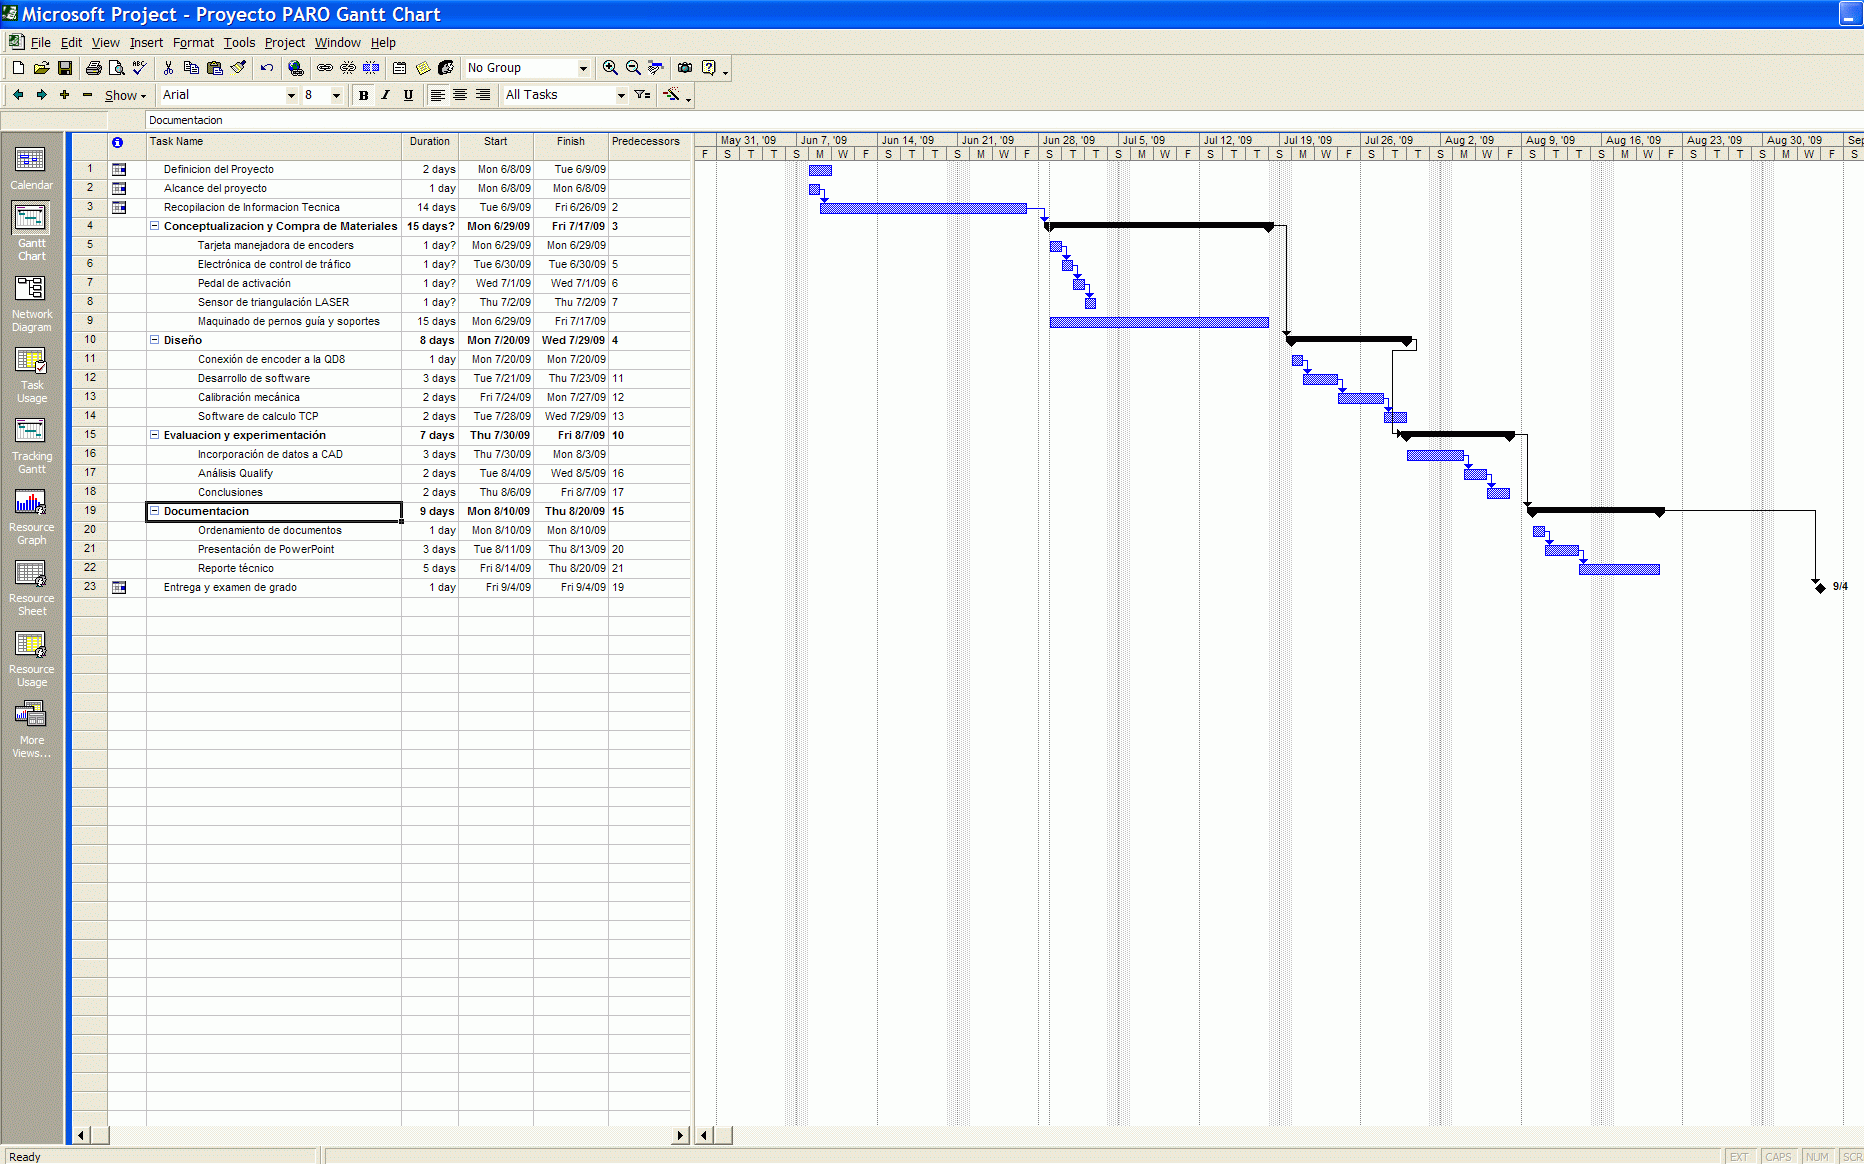 Microsoft Project - Proyecto PARO Gantt Chart
File Edit View Insert Format Tools Project Window Help
No Group
Show Arial 8 B I U All Tasks
Documentacion
Task Name Duration Start Finish Predecessors
1 Definicion del Proyecto 2 days Mon 6/8/09 Tue 6/9/09
2 Alcance del proyecto 1 day Mon 6/8/09 Mon 6/8/09
3 Recopilacion de Informacion Tecnica 14 days Tue 6/9/09 Fri 6/26/09 2
4 Conceptualizacion y Compra de Materiales 15 days? Mon 6/29/09 Fri 7/17/09 3
5 Tarjeta manejadora de encoders 1 day? Mon 6/29/09 Mon 6/29/09
6 Electrónica de control de tráfico 1 day? Tue 6/30/09 Tue 6/30/09 5
7 Pedal de activación 1 day? Wed 7/1/09 Wed 7/1/09 6
8 Sensor de triangulación LASER 1 day? Thu 7/2/09 Thu 7/2/09 7
9 Maquinado de pernos guía y soportes 15 days Mon 6/29/09 Fri 7/17/09
10 Diseño 8 days Mon 7/20/09 Wed 7/29/09 4
11 Conexión de encoder a la QD8 1 day Mon 7/20/09 Mon 7/20/09
12 Desarrollo de software 3 days Tue 7/21/09 Thu 7/23/09 11
13 Calibración mecánica 2 days Fri 7/24/09 Mon 7/27/09 12
14 Software de calculo TCP 2 days Tue 7/28/09 Wed 7/29/09 13
15 Evaluacion y experimentación 7 days Thu 7/30/09 Fri 8/7/09 10
16 Incorporación de datos a CAD 3 days Thu 7/30/09 Mon 8/3/09
17 Análisis Qualify 2 days Tue 8/4/09 Wed 8/5/09 16
18 Conclusiones 2 days Thu 8/6/09 Fri 8/7/09 17
19 Documentacion 9 days Mon 8/10/09 Thu 8/20/09 15
20 Ordenamiento de documentos 1 day Mon 8/10/09 Mon 8/10/09
21 Presentación de PowerPoint 3 days Tue 8/11/09 Thu 8/13/09 20
22 Reporte técnico 5 days Fri 8/14/09 Thu 8/20/09 21
23 Entrega y examen de grado 1 day Fri 9/4/09 Fri 9/4/09 19
May 31, '09 Jun 7, '09 Jun 14, '09 Jun 21, '09 Jun 28, '09 Jul 5, '09 Jul 12, '09 Jul 19, '09 Jul 26, '09 Aug 2, '09 Aug 9, '09 Aug 16, '09 Aug 23, '09 Aug 30, '09 Sep
F S T T S M W F S T T S M W F S T T S M W F S T T S M W F S T T S M W F S T T S M W F S T T S M W F S
9/4
Calendar
Gantt
Chart
Network
Diagram
Task
Usage
Tracking
Gantt
Resource
Graph
Resource
Sheet
Resource
Usage
More
Views...
Ready EXT CAPS NUM SCR